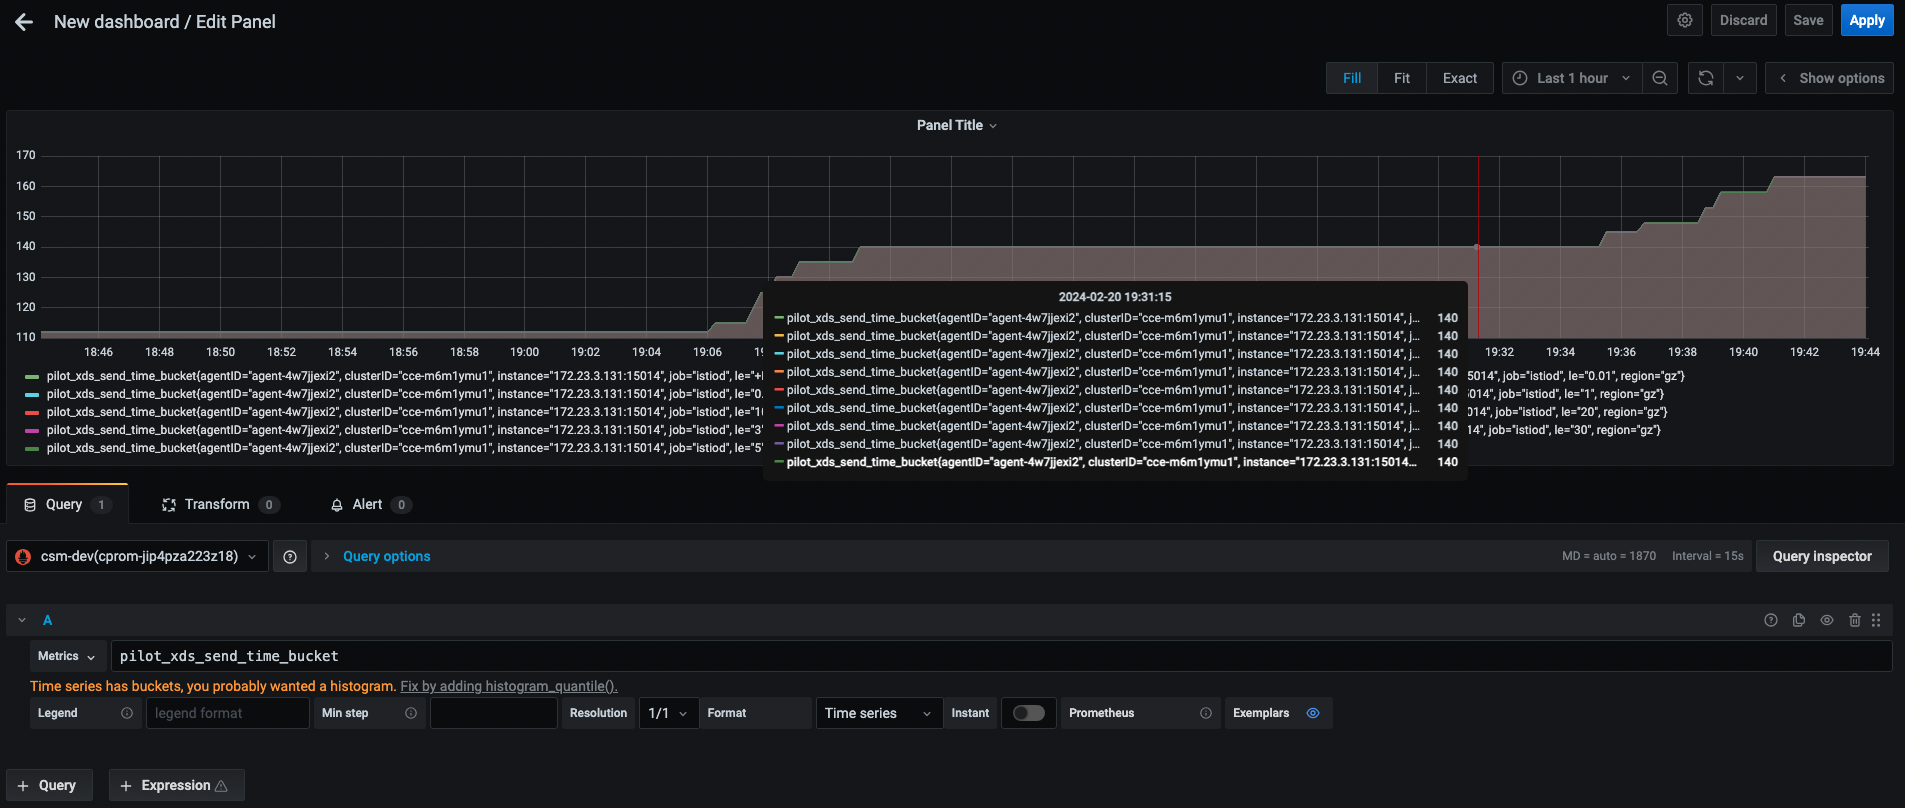 New dashboard / Edit Panel
Discard
Save
Apply
Fill
Fit
Exact
Last 1 hour
Show options
Panel Title
170
160
150
140
130
120
110
18:46 18:48 18:50 18:52 18:54 18:56 18:58 19:00 19:02 19:04 19:06 19:32 19:34 19:36 19:38 19:40 19:42 19:44
2024-02-20 19:31:15
pilot_xds_send_time_bucket{agentID="agent-4w7jjexi2", clusterID="cce-m6m1ymu1", instance="172.23.3.131:15014", j... 140
pilot_xds_send_time_bucket{agentID="agent-4w7jjexi2", clusterID="cce-m6m1ymu1", instance="172.23.3.131:15014", j... 140
pilot_xds_send_time_bucket{agentID="agent-4w7jjexi2", clusterID="cce-m6m1ymu1", instance="172.23.3.131:15014", j... 140
pilot_xds_send_time_bucket{agentID="agent-4w7jjexi2", clusterID="cce-m6m1ymu1", instance="172.23.3.131:15014", j... 140
pilot_xds_send_time_bucket{agentID="agent-4w7jjexi2", clusterID="cce-m6m1ymu1", instance="172.23.3.131:15014", j... 140
pilot_xds_send_time_bucket{agentID="agent-4w7jjexi2", clusterID="cce-m6m1ymu1", instance="172.23.3.131:15014", j... 140
pilot_xds_send_time_bucket{agentID="agent-4w7jjexi2", clusterID="cce-m6m1ymu1", instance="172.23.3.131:15014", j... 140
pilot_xds_send_time_bucket{agentID="agent-4w7jjexi2", clusterID="cce-m6m1ymu1", instance="172.23.3.131:15014", j... 140
pilot_xds_send_time_bucket{agentID="agent-4w7jjexi2", clusterID="cce-m6m1ymu1", instance="172.23.3.131:15014... 140
pilot_xds_send_time_bucket{agentID="agent-4w7jjexi2", clusterID="cce-m6m1ymu1", instance="172.23.3.131:15014", job="istiod", le="+
15014", job="istiod", le="0.01", region="gz"}
pilot_xds_send_time_bucket{agentID="agent-4w7jjexi2", clusterID="cce-m6m1ymu1", instance="172.23.3.131:15014", job="istiod", le="0.
014", job="istiod", le="1", region="gz"}
pilot_xds_send_time_bucket{agentID="agent-4w7jjexi2", clusterID="cce-m6m1ymu1", instance="172.23.3.131:15014", job="istiod", le="10
014", job="istiod", le="20", region="gz"}
pilot_xds_send_time_bucket{agentID="agent-4w7jjexi2", clusterID="cce-m6m1ymu1", instance="172.23.3.131:15014", job="istiod", le="3"
14", job="istiod", le="30", region="gz"}
pilot_xds_send_time_bucket{agentID="agent-4w7jjexi2", clusterID="cce-m6m1ymu1", instance="172.23.3.131:15014", job="istiod", le="5"
Query 1
Transform 0
Alert 0
csm-dev(cprom-jip4pza223z18)
Query options
MD = auto = 1870
Interval = 15s
Query inspector
A
Metrics
pilot_xds_send_time_bucket
Time series has buckets, you probably wanted a histogram. Fix by adding histogram_quantile().
Legend
legend format
Min step
Resolution
1/1
Format
Time series
Instant
Prometheus
Exemplars
+ Query
+ Expression